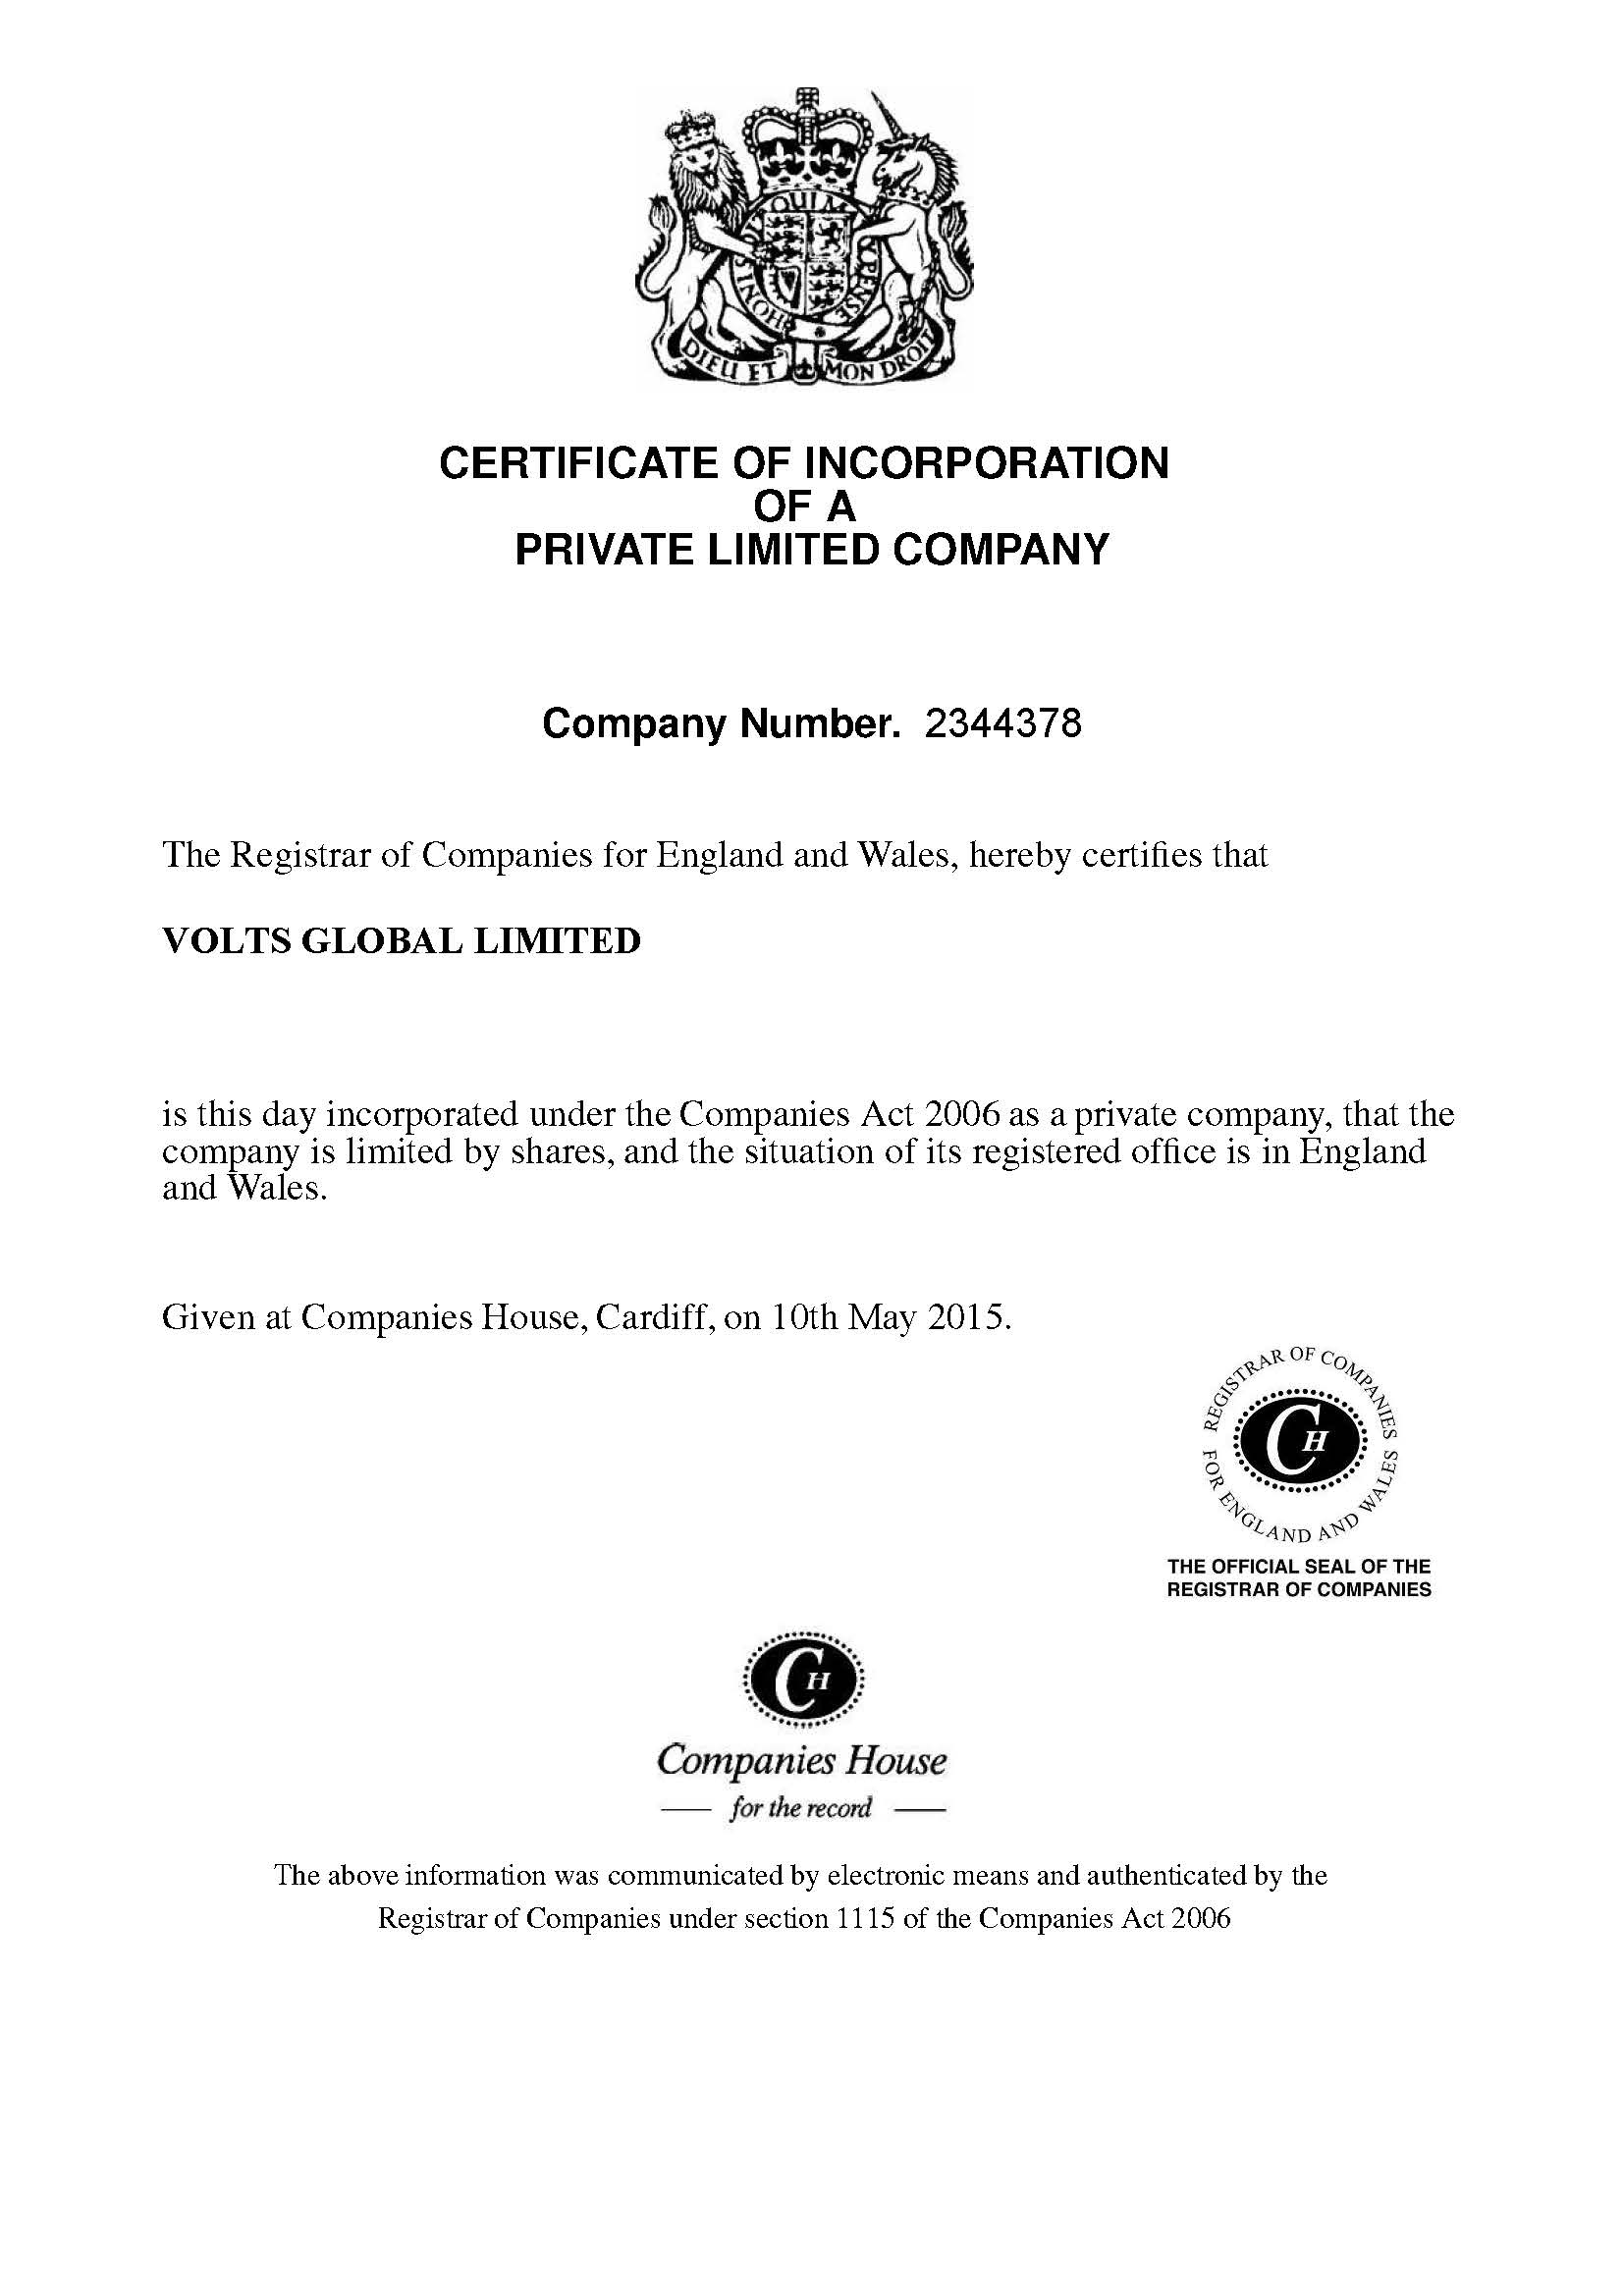 HONI S QUI M Y PENSE
DIEU ET MON DROIT
CERTIFICATE OF INCORPORATION
OF A
PRIVATE LIMITED COMPANY
Company Number. 2344378
The Registrar of Companies for England and Wales, hereby certifies that
VOLTS GLOBAL LIMITED
is this day incorporated under the Companies Act 2006 as a private company, that the
company is limited by shares, and the situation of its registered office is in England
and Wales.
Given at Companies House, Cardiff, on 10th May 2015.
REGISTRAR OF COMPANIES
FOR ENGLAND AND WALES
CH
THE OFFICIAL SEAL OF THE
REGISTRAR OF COMPANIES
CH
Companies House
for the record
The above information was communicated by electronic means and authenticated by the
Registrar of Companies under section 1115 of the Companies Act 2006